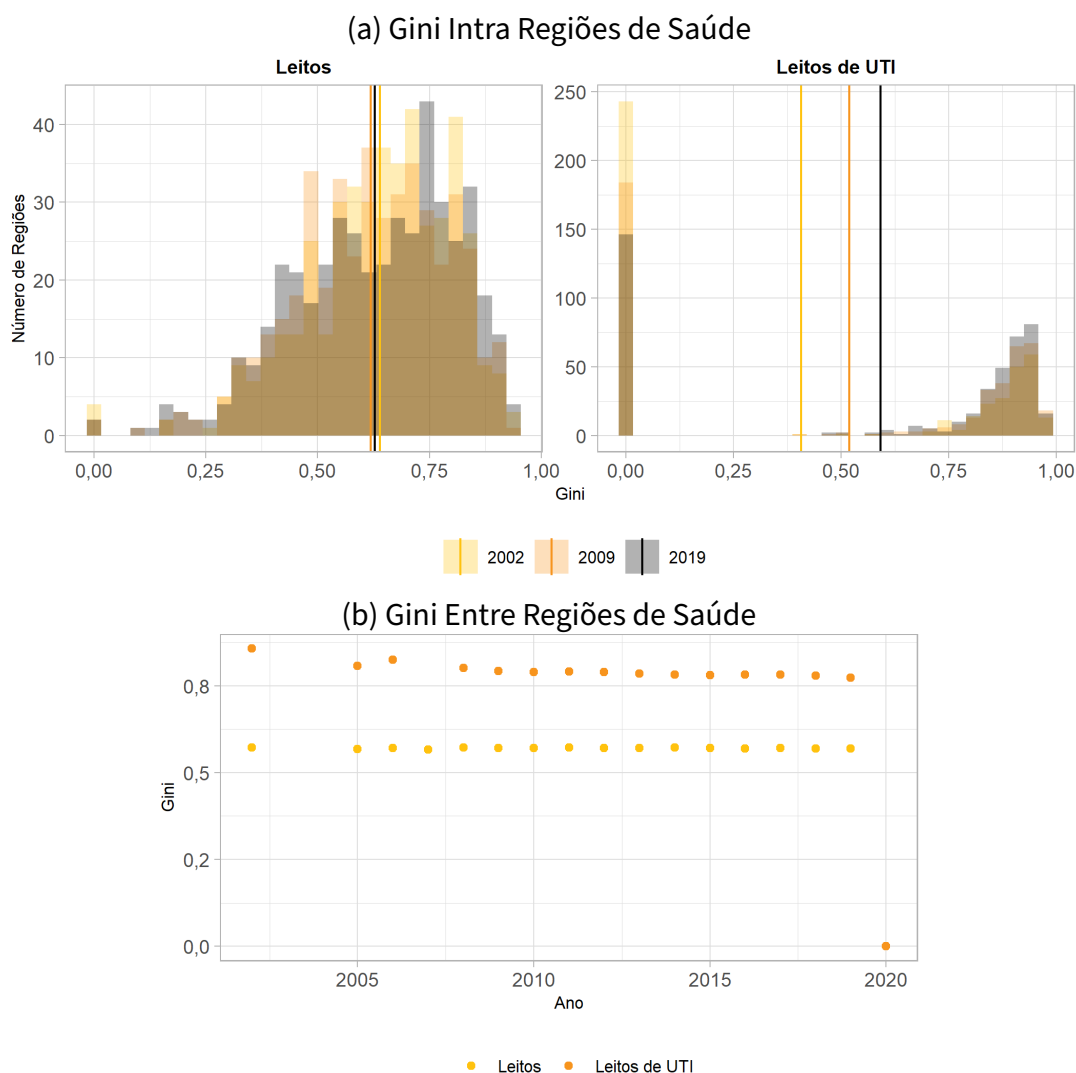 (a) Gini Intra Regiões de Saúde
Leitos
Leitos de UTI
Número de Regiões
40
30
20
10
0
0,00 0,25 0,50 0,75 1,00
250
200
150
100
50
0
0,00 0,25 0,50 0,75 1,00
Gini
2002 2009 2019
(b) Gini Entre Regiões de Saúde
Gini
0,8
0,5
0,2
0,0
2005 2010 2015 2020
Ano
Leitos Leitos de UTI